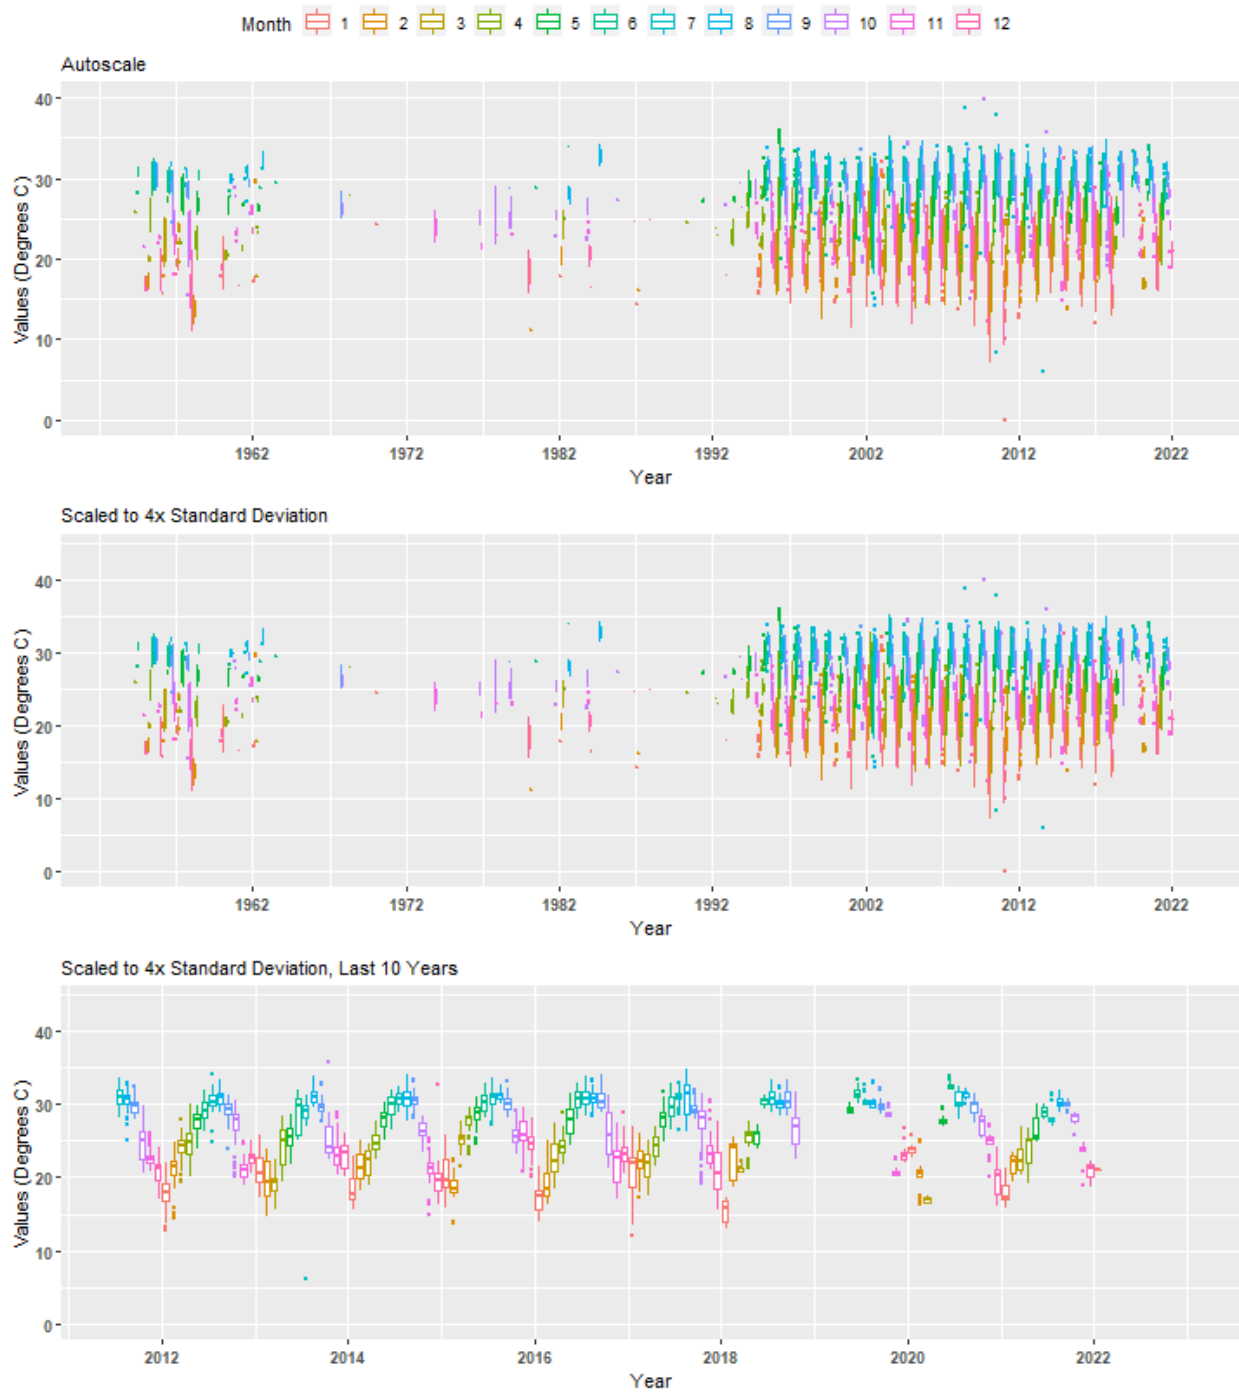 Month 1 2 3 4 5 6 7 8 9 10 11 12
Autoscale
Values (Degrees C)
40
30
20
10
0
1962 1972 1982 1992 2002 2012 2022
Year
Scaled to 4x Standard Deviation
Values (Degrees C)
40
30
20
10
0
1962 1972 1982 1992 2002 2012 2022
Year
Scaled to 4x Standard Deviation, Last 10 Years
Values (Degrees C)
40
30
20
10
0
2012 2014 2016 2018 2020 2022
Year